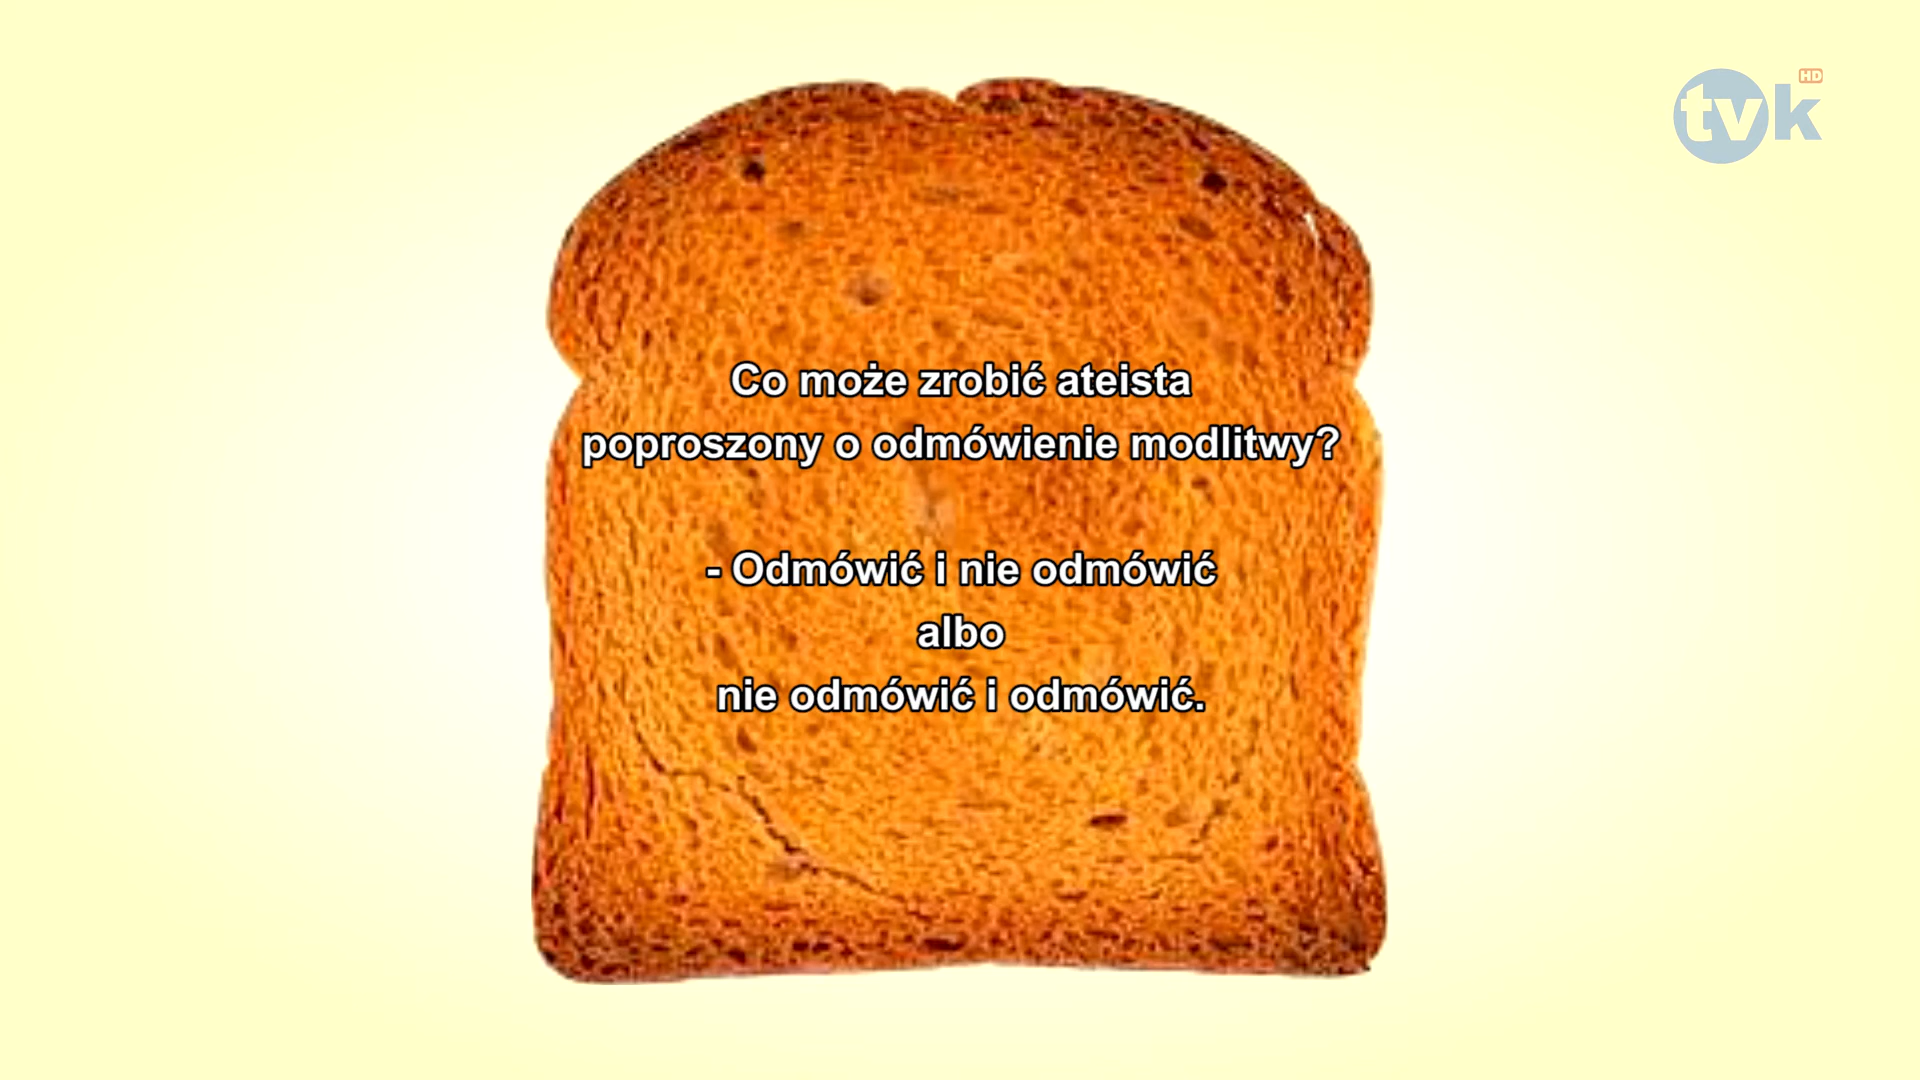 tvk HD
Co może zrobić ateista
poproszony o odmówienie modlitwy?
- Odmówić i nie odmówić
albo
nie odmówić i odmówić.